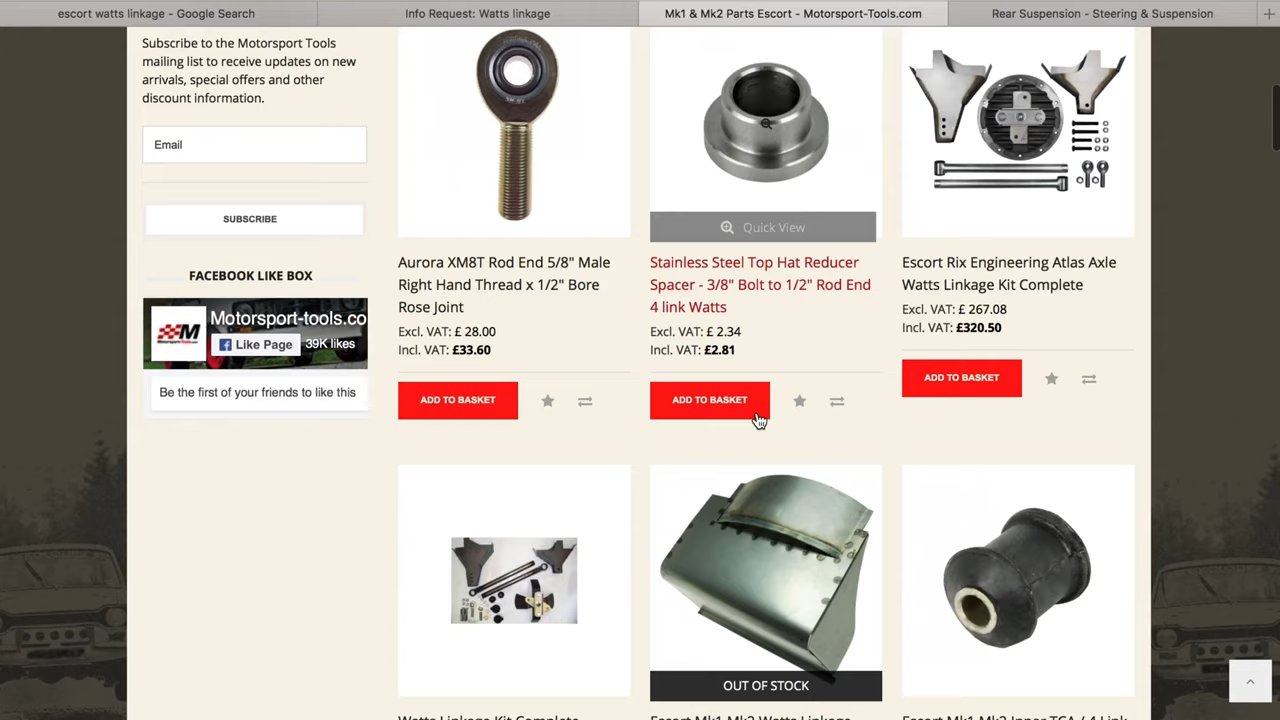 escort watts linkage - Google Search
Info Request: Watts linkage
Mk1 & Mk2 Parts Escort - Motorsport-Tools.com
Rear Suspension - Steering & Suspension
Subscribe to the Motorsport Tools
mailing list to receive updates on new
arrivals, special offers and other
discount information.
Email
SUBSCRIBE
FACEBOOK LIKE BOX
Motorsport-tools.co
Like Page
39K likes
Be the first of your friends to like this
Aurora XM8T Rod End 5/8" Male
Right Hand Thread x 1/2" Bore
Rose Joint
Excl. VAT: £ 28.00
Incl. VAT: £33.60
ADD TO BASKET
Quick View
Stainless Steel Top Hat Reducer
Spacer - 3/8" Bolt to 1/2" Rod End
4 link Watts
Excl. VAT: £ 2.34
Incl. VAT: £2.81
ADD TO BASKET
Escort Rix Engineering Atlas Axle
Watts Linkage Kit Complete
Excl. VAT: £ 267.08
Incl. VAT: £320.50
ADD TO BASKET
OUT OF STOCK
Watts Linkage Kit Complete
Escort Mk1 Mk2 Watts Linkage
Escort Mk1 Mk2 Inner TCA / 4 Link